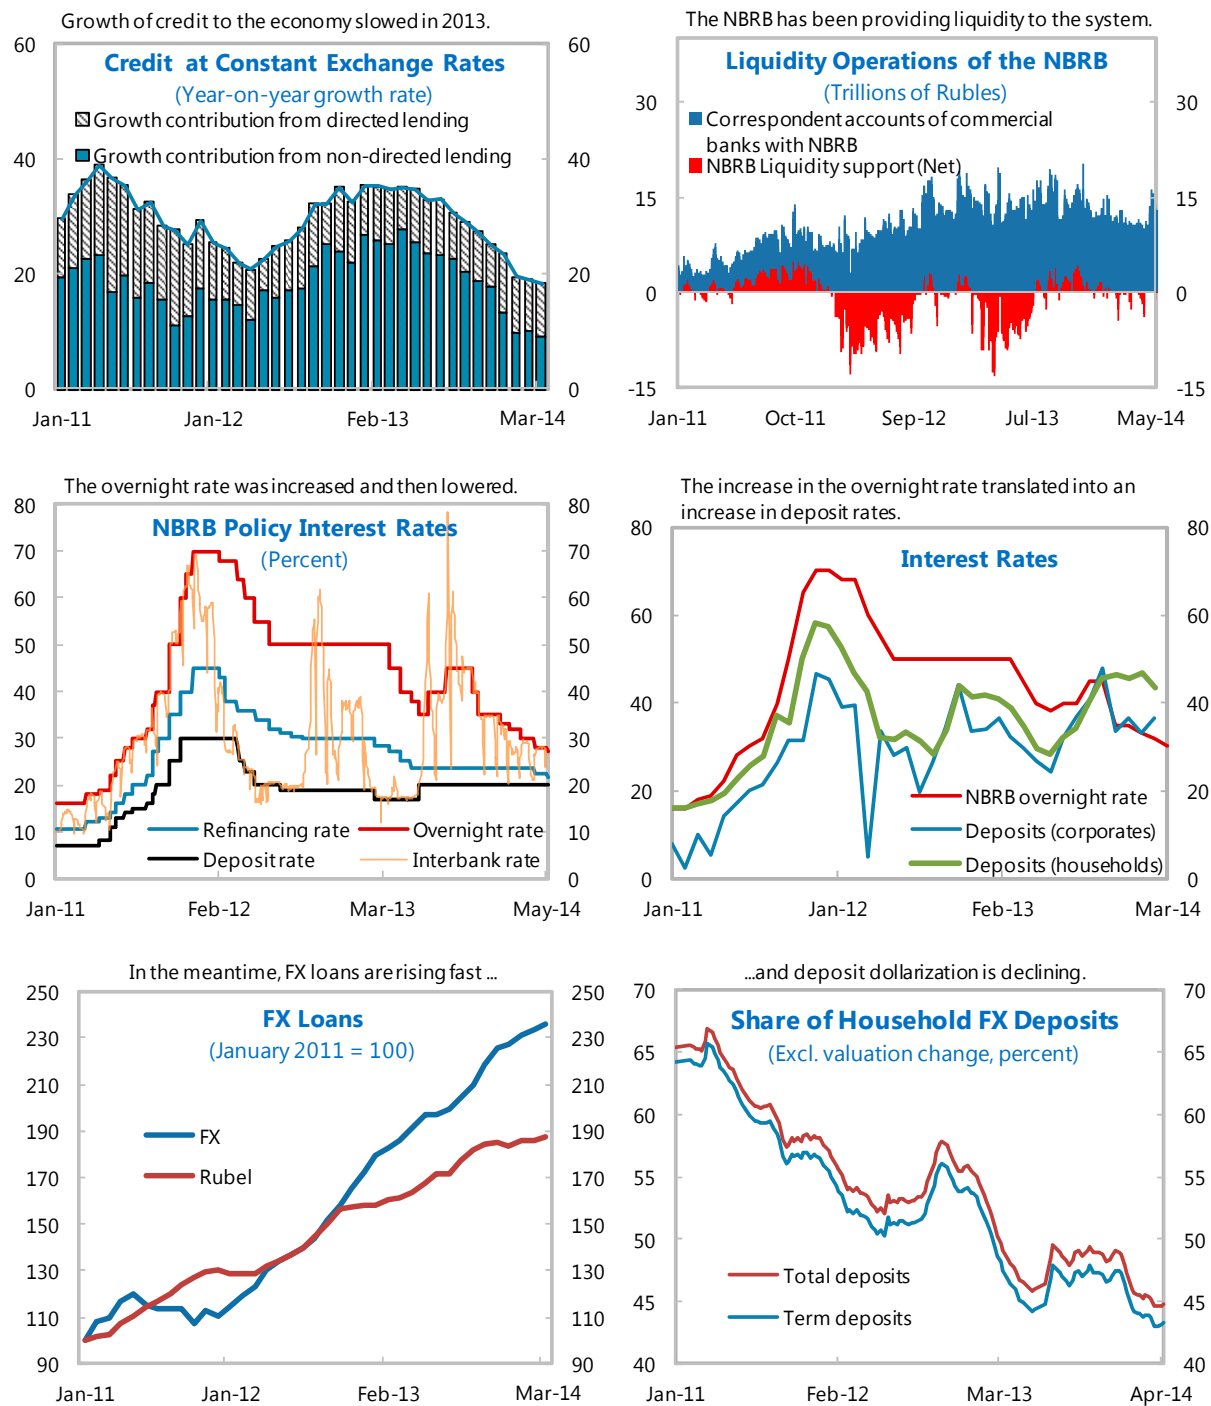 Growth of credit to the economy slowed in 2013.
Credit at Constant Exchange Rates
(Year-on-year growth rate)
Growth contribution from directed lending
Growth contribution from non-directed lending
60 60
40 40
20 20
0 0
Jan-11 Jan-12 Feb-13 Mar-14
The NBRB has been providing liquidity to the system.
Liquidity Operations of the NBRB
(Trillions of Rubles)
Correspondent accounts of commercial
banks with NBRB
NBRB Liquidity support (Net)
30 30
15 15
0 0
-15 -15
Jan-11 Oct-11 Sep-12 Jul-13 May-14
The overnight rate was increased and then lowered.
NBRB Policy Interest Rates
(Percent)
80 80
70 70
60 60
50 50
40 40
30 30
20 20
10 10
0 0
Refinancing rate Overnight rate
Deposit rate Interbank rate
Jan-11 Feb-12 Mar-13 May-14
The increase in the overnight rate translated into an
increase in deposit rates.
Interest Rates
80 80
60 60
40 40
20 20
0 0
NBRB overnight rate
Deposits (corporates)
Deposits (households)
Jan-11 Jan-12 Feb-13 Mar-14
In the meantime, FX loans are rising fast ...
FX Loans
(January 2011 = 100)
250 250
230 230
210 210
190 190
170 170
150 150
130 130
110 110
90 90
FX
Rubel
Jan-11 Jan-12 Feb-13 Mar-14
...and deposit dollarization is declining.
Share of Household FX Deposits
(Excl. valuation change, percent)
70 70
65 65
60 60
55 55
50 50
45 45
40 40
Total deposits
Term deposits
Jan-11 Feb-12 Mar-13 Apr-14